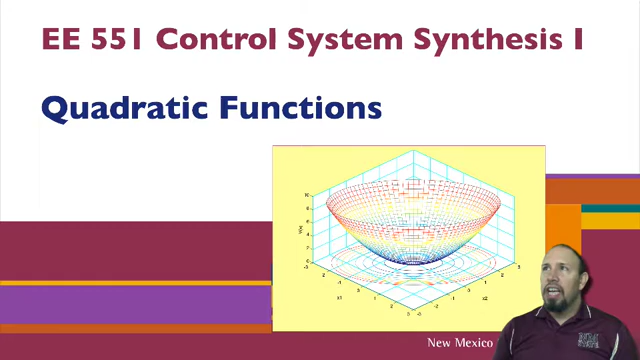 EE 551 Control System Synthesis I
Quadratic Functions
New Mexico